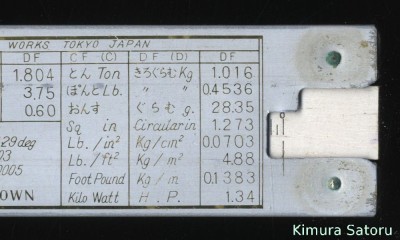 WORKS TOKYO JAPAN
DF CF (C) DF (D) DF
1.804 とん Ton きろぐらむ Kg 1.016
3.75 ぽんど Lb. 〃 〃 0.4536
0.60 おんす ぐらむ g. 28.35
Sq in Circular in 1.273
29 deg Lb./in² Kg/cm² 0.0703
03 Lb./ft² Kg/m² 4.88
0005 Foot Pound Kg/m 0.1383
OWN Kilo Watt H.P. 1.34
Kimura Satoru